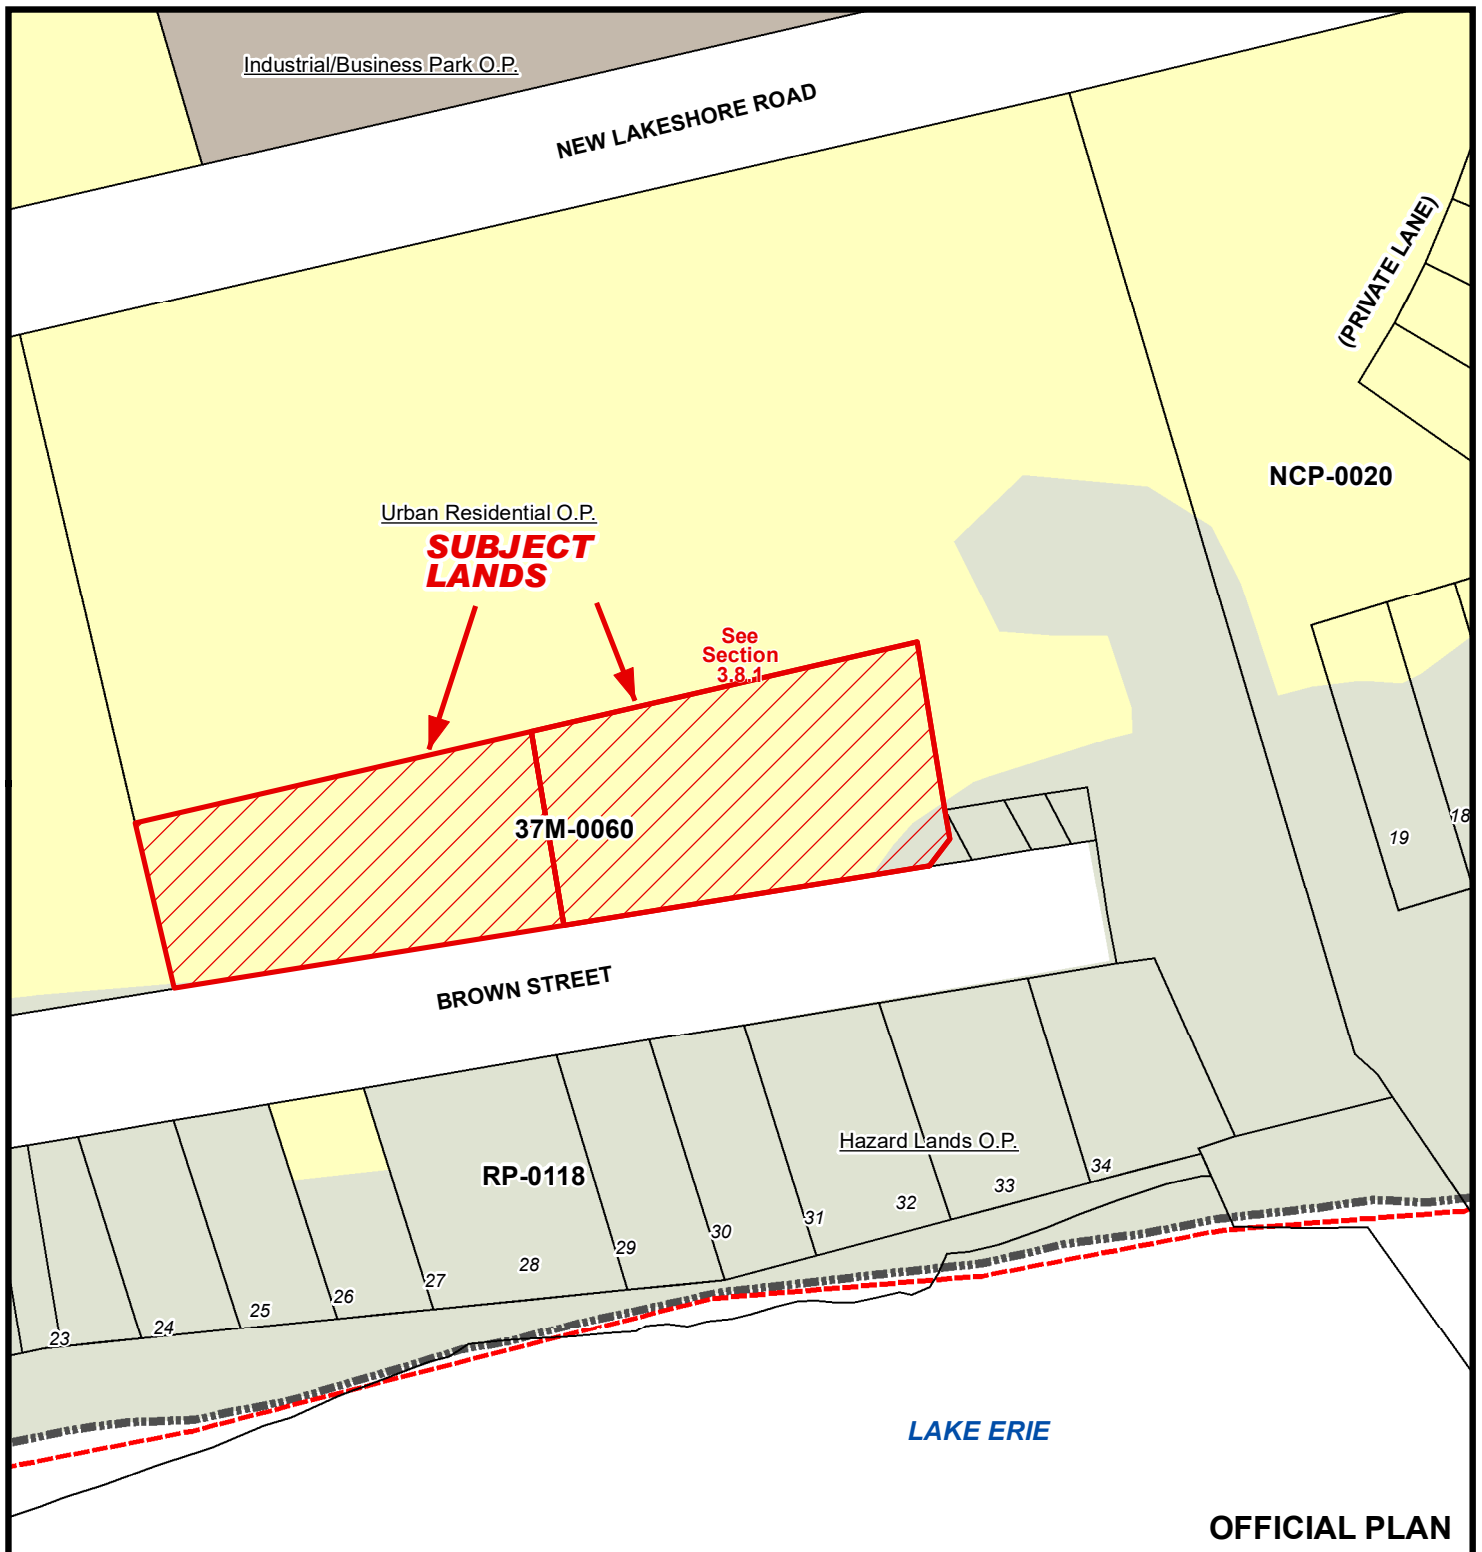 Industrial/Business Park O.P.
NEW LAKESHORE ROAD
(PRIVATE LANE)
NCP-0020
Urban Residential O.P.
SUBJECT
LANDS
See
Section
3.8.1
37M-0060
18
19
BROWN STREET
Hazard Lands O.P.
RP-0118
34
33
32
31
30
29
28
27
26
25
24
23
LAKE ERIE
OFFICIAL PLAN